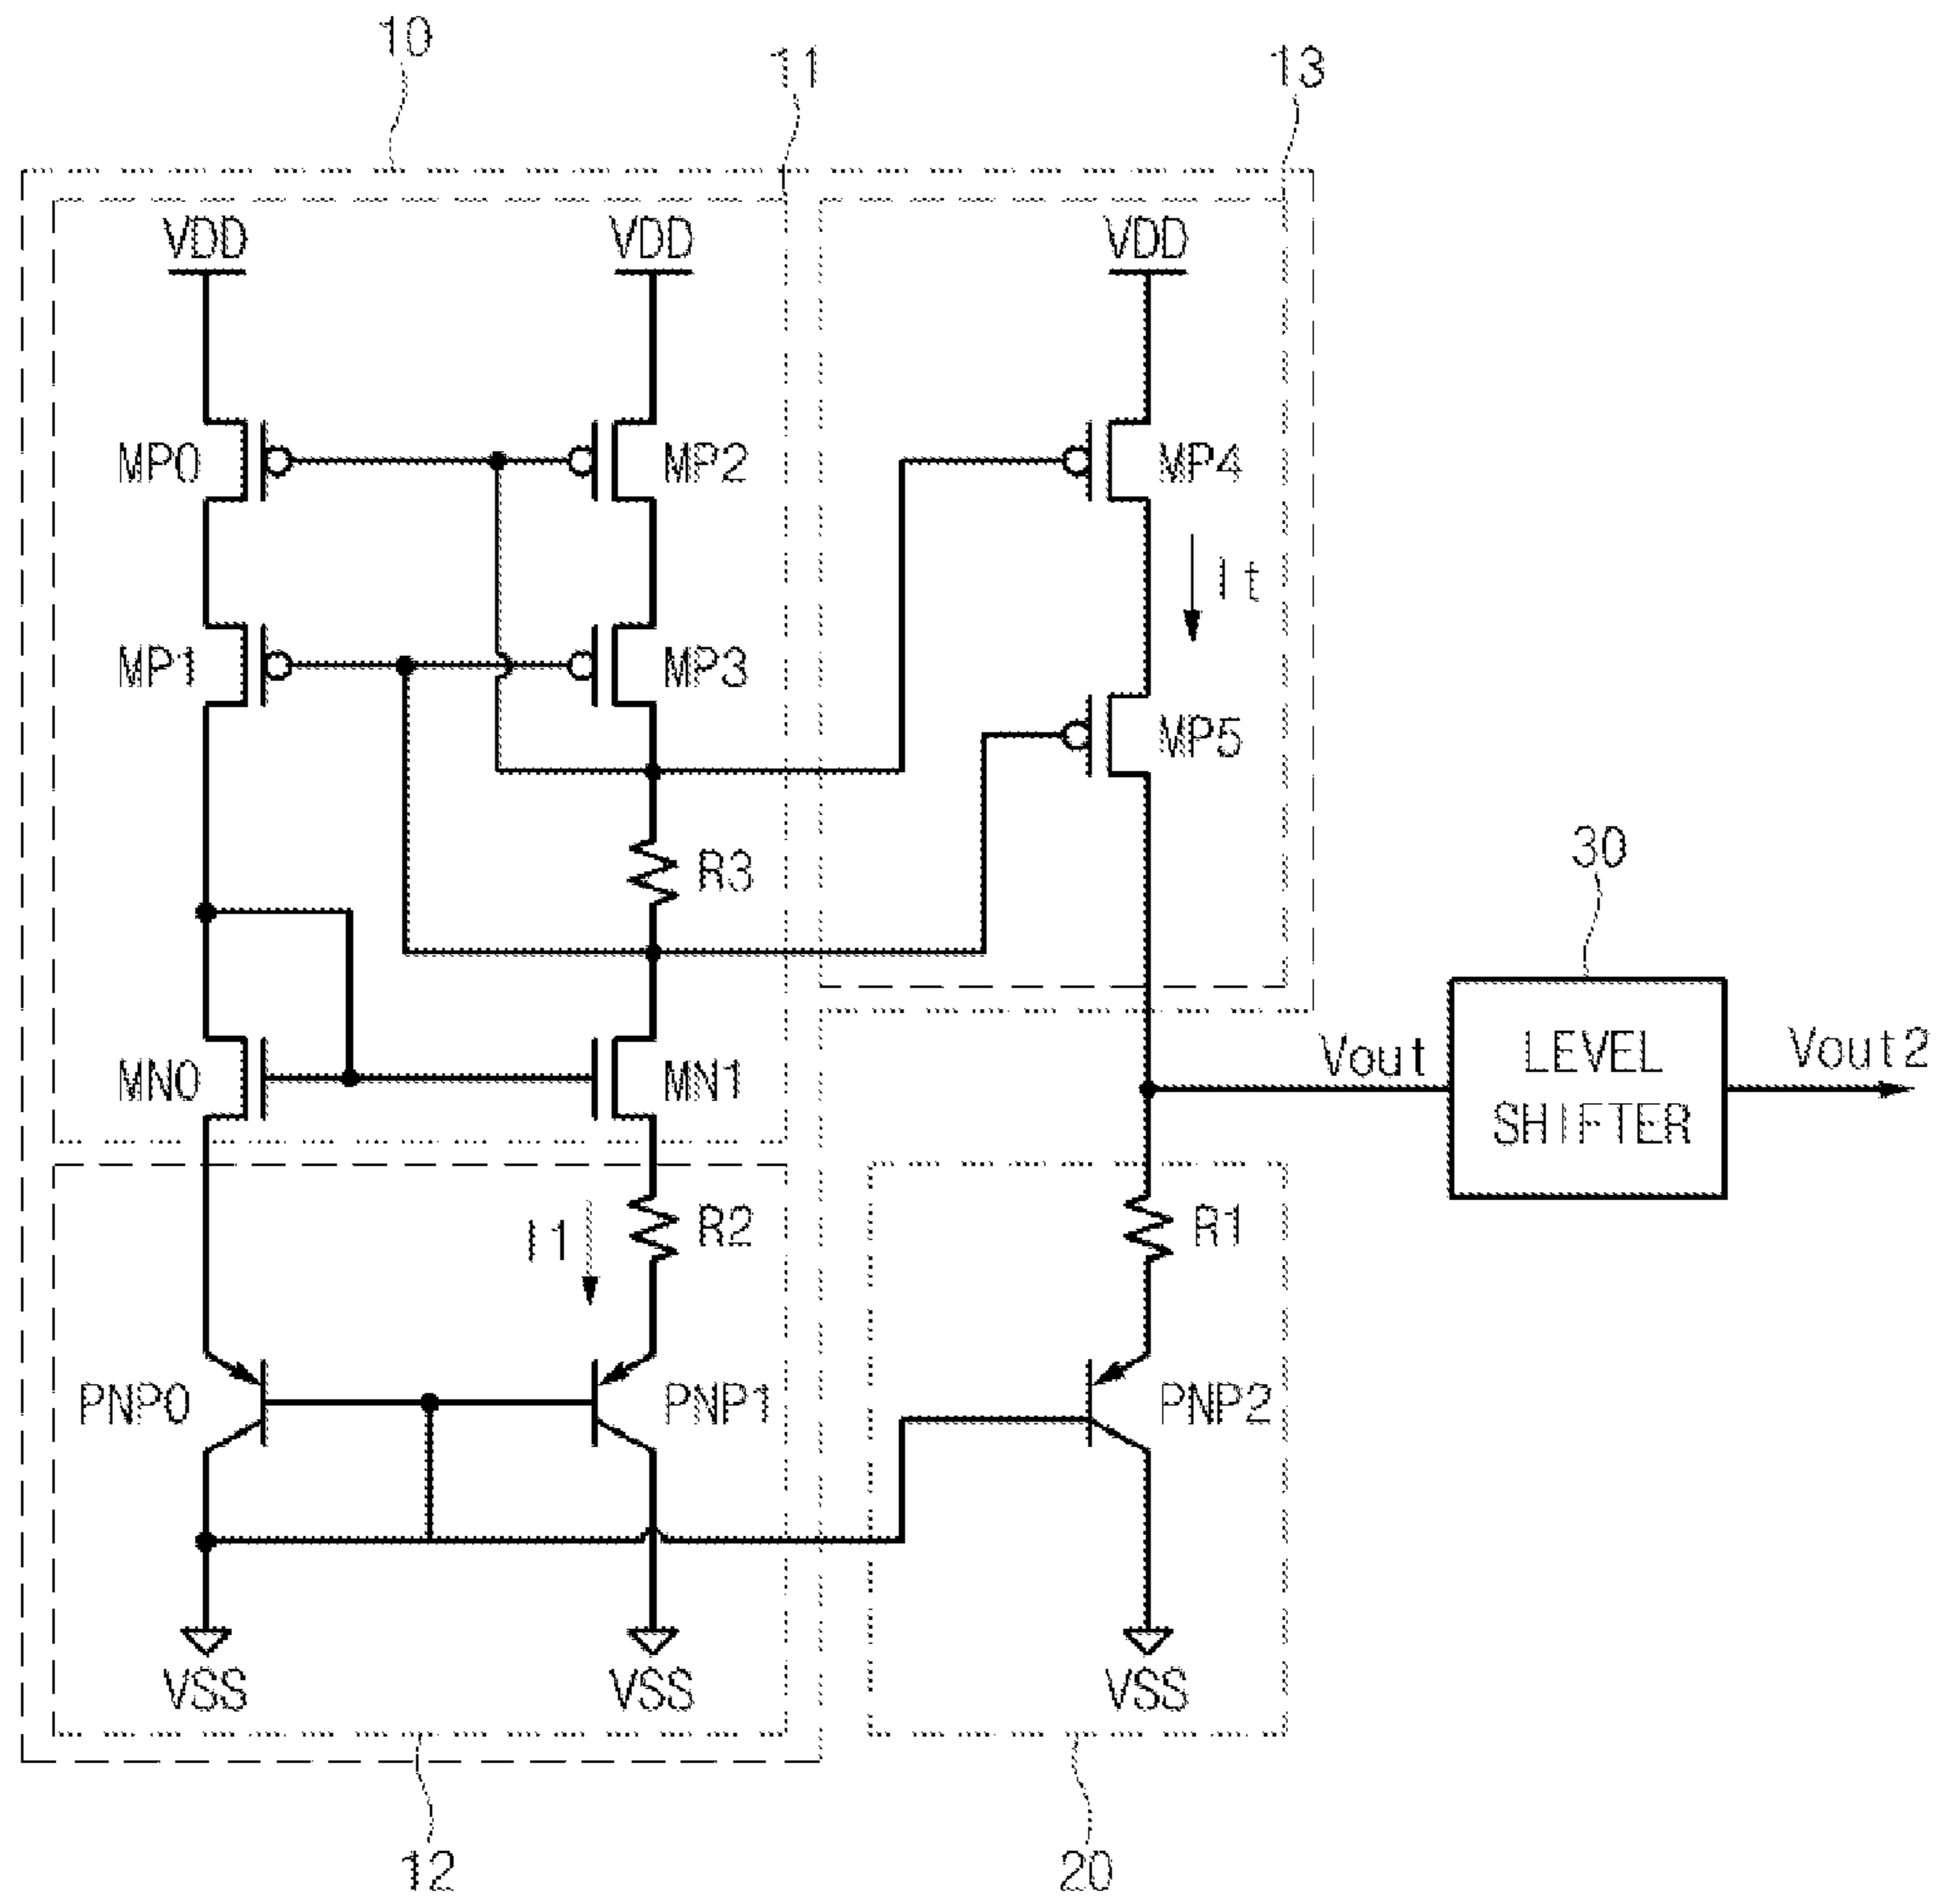 10
11
13
VDD
VDD
VDD
MP0
MP2
MP4
It
MP1
MP3
MP5
R3
30
MN0
MN1
Vout
LEVEL
SHIFTER
Vout2
I1
R2
R1
PNP0
PNP1
PNP2
VSS
VSS
VSS
12
20